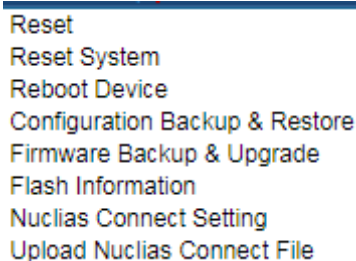 Reset
Reset System
Reboot Device
Configuration Backup & Restore
Firmware Backup & Upgrade
Flash Information
Nuclias Connect Setting
Upload Nuclias Connect File